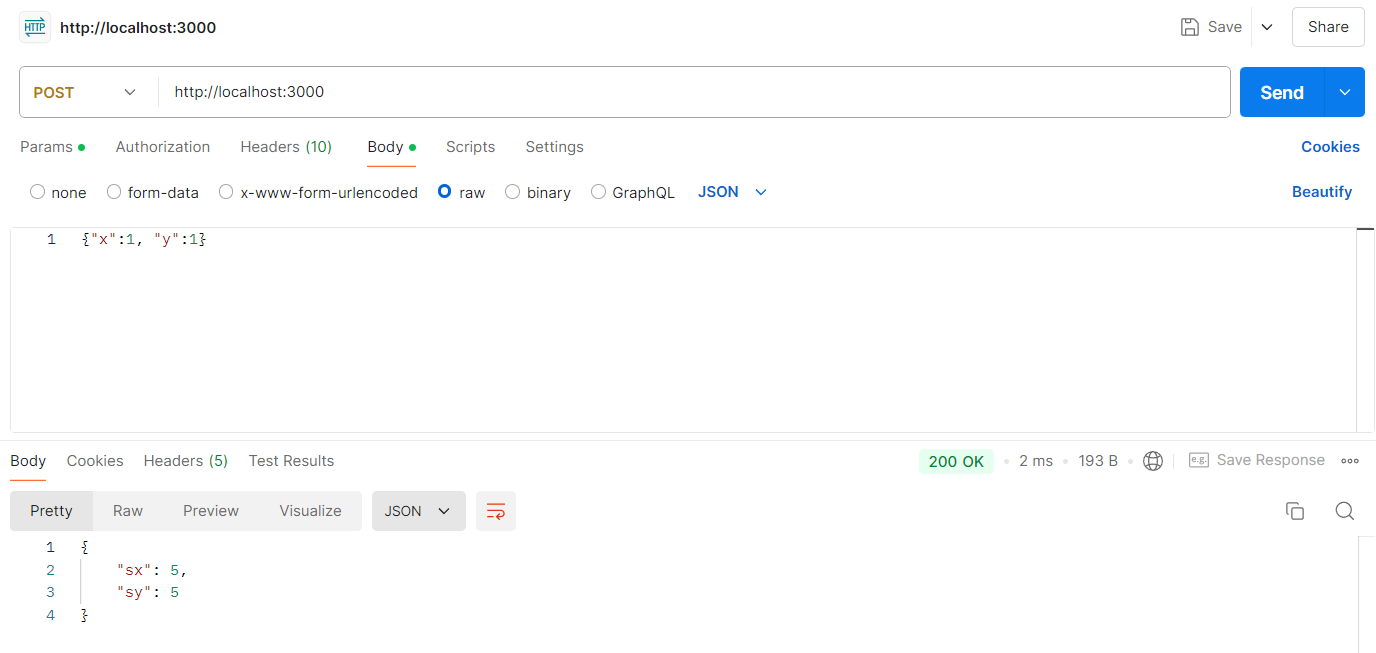 HTTP http://localhost:3000 Save Share
POST http://localhost:3000 Send
Params Authorization Headers (10) Body Scripts Settings Cookies
none form-data x-www-form-urlencoded raw binary GraphQL JSON Beautify
1 {"x":1, "y":1}
Body Cookies Headers (5) Test Results 200 OK 2 ms 193 B e.g. Save Response
Pretty Raw Preview Visualize JSON
1 {
2 "sx": 5,
3 "sy": 5
4 }